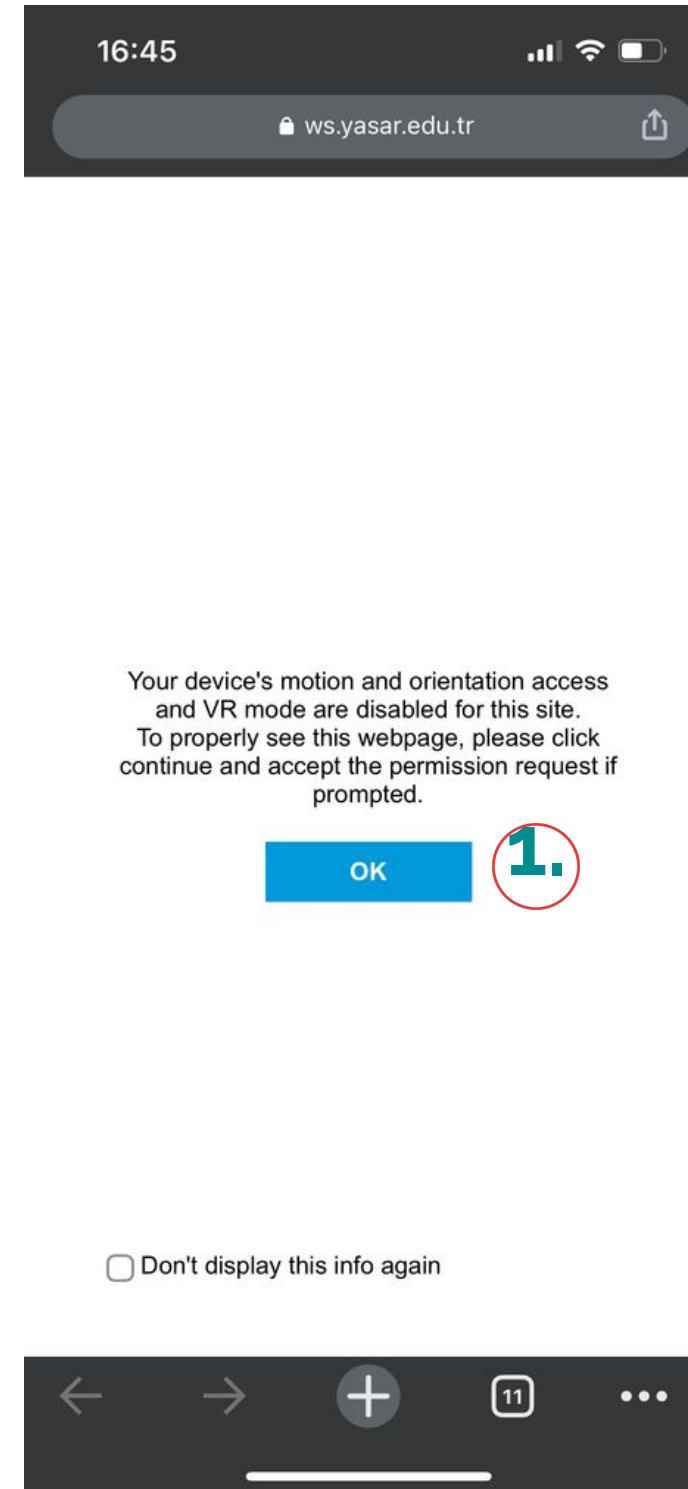 16:45
ws.yasar.edu.tr
Your device's motion and orientation access
and VR mode are disabled for this site.
To properly see this webpage, please click
continue and accept the permission request if
prompted.
OK
1.
Don't display this info again
11